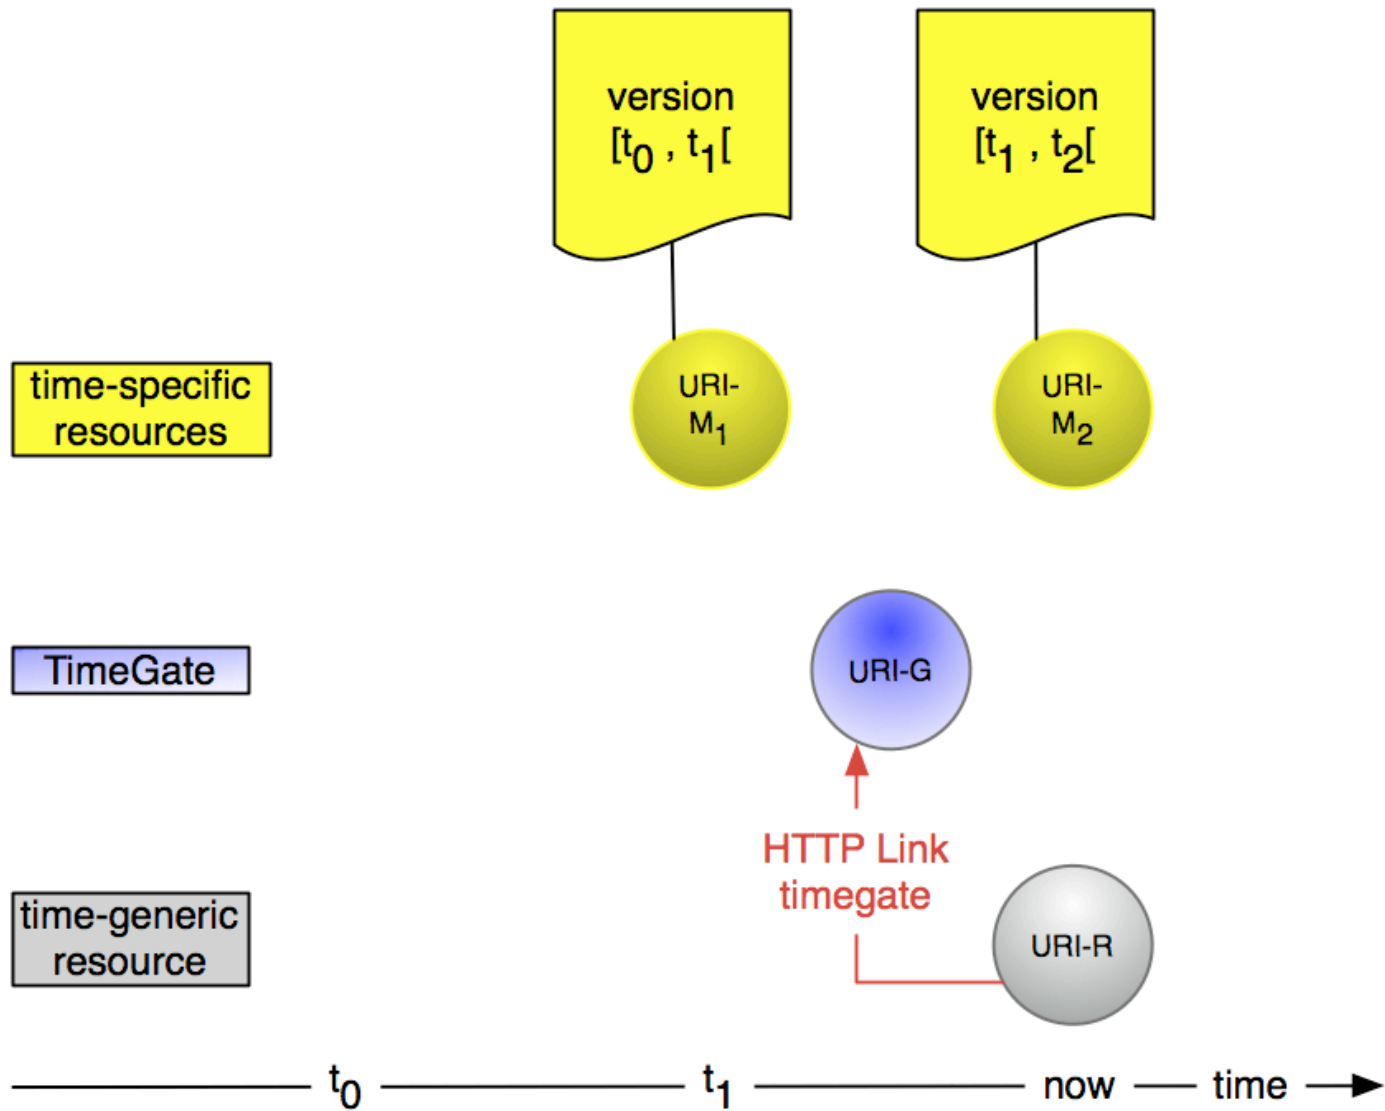 version
[t0 , t1[
version
[t1 , t2[
time-specific
resources
URI-
M1
URI-
M2
TimeGate
URI-G
HTTP Link
timegate
time-generic
resource
URI-R
t0 t1 now time